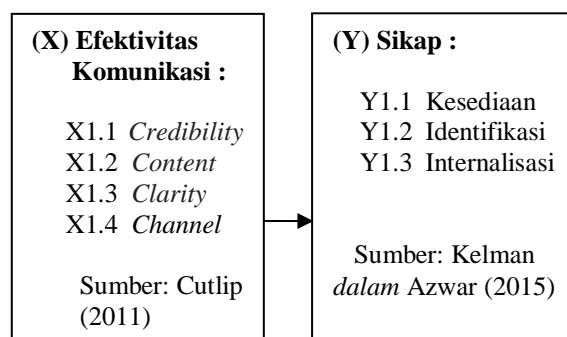 (X) Efektivitas
Komunikasi :
X1.1 Credibility
X1.2 Content
X1.3 Clarity
X1.4 Channel
Sumber: Cutlip
(2011)
(Y) Sikap :
Y1.1 Kesediaan
Y1.2 Identifikasi
Y1.3 Internalisasi
Sumber: Kelman
dalam Azwar (2015)